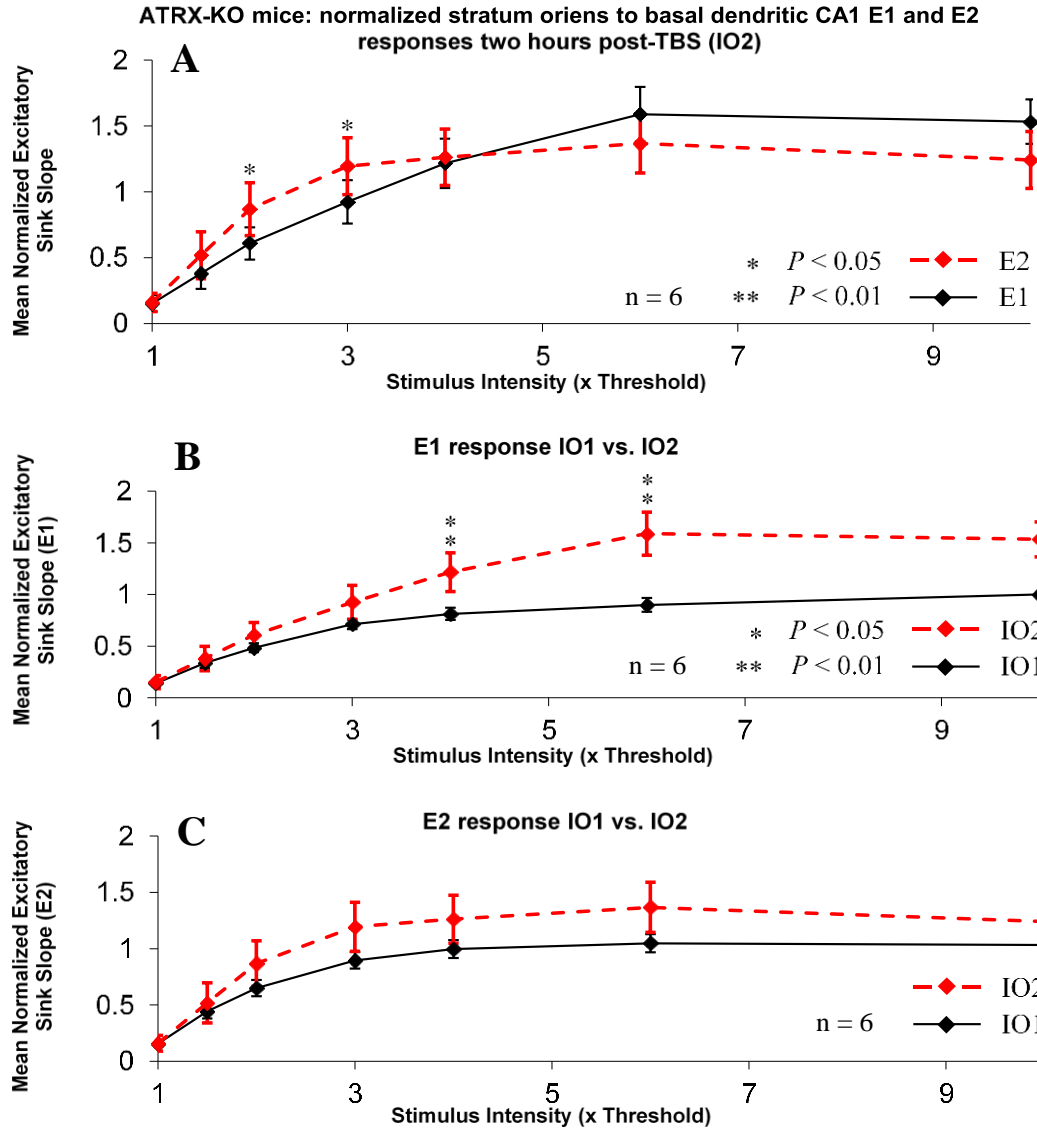 ATRX-KO mice: normalized stratum oriens to basal dendritic CA1 E1 and E2
responses two hours post-TBS (IO2)
A
Mean Normalized Excitatory
Sink Slope
2
1.5
1
0.5
0
*
*
* P < 0.05
E2
n = 6
** P < 0.01
E1
1 3 5 7 9
Stimulus Intensity (x Threshold)
E1 response IO1 vs. IO2
B
Mean Normalized Excitatory
Sink Slope (E1)
2
1.5
1
0.5
0
*
*
*
*
* P < 0.05
IO2
n = 6
** P < 0.01
IO1
1 3 5 7 9
Stimulus Intensity (x Threshold)
E2 response IO1 vs. IO2
C
Mean Normalized Excitatory
Sink Slope (E2)
2
1.5
1
0.5
0
IO2
n = 6
IO1
1 3 5 7 9
Stimulus Intensity (x Threshold)